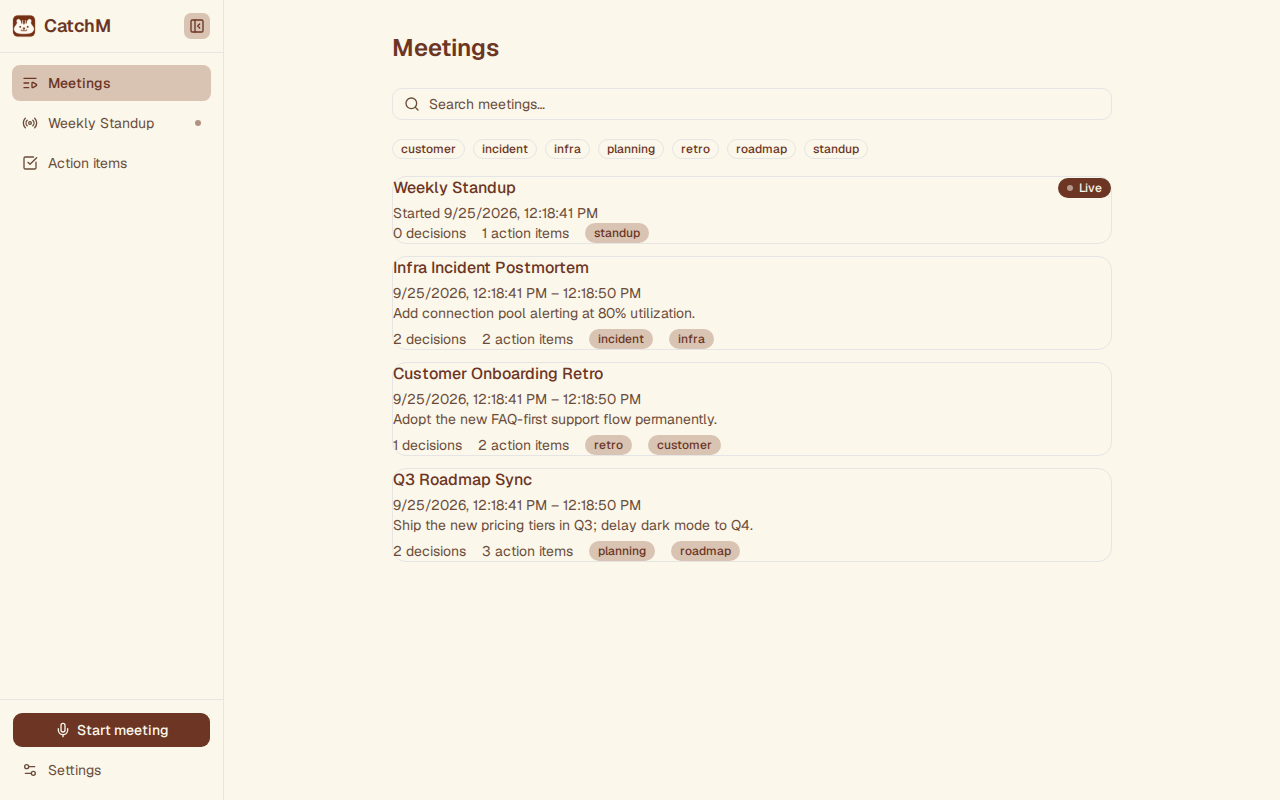 CatchM
Meetings
Weekly Standup
Action items
Start meeting
Settings
Meetings
Search meetings…
customer incident infra planning retro roadmap standup
Weekly Standup Live
Started 9/25/2026, 12:18:41 PM
0 decisions 1 action items standup
Infra Incident Postmortem
9/25/2026, 12:18:41 PM – 12:18:50 PM
Add connection pool alerting at 80% utilization.
2 decisions 2 action items incident infra
Customer Onboarding Retro
9/25/2026, 12:18:41 PM – 12:18:50 PM
Adopt the new FAQ-first support flow permanently.
1 decisions 2 action items retro customer
Q3 Roadmap Sync
9/25/2026, 12:18:41 PM – 12:18:50 PM
Ship the new pricing tiers in Q3; delay dark mode to Q4.
2 decisions 3 action items planning roadmap